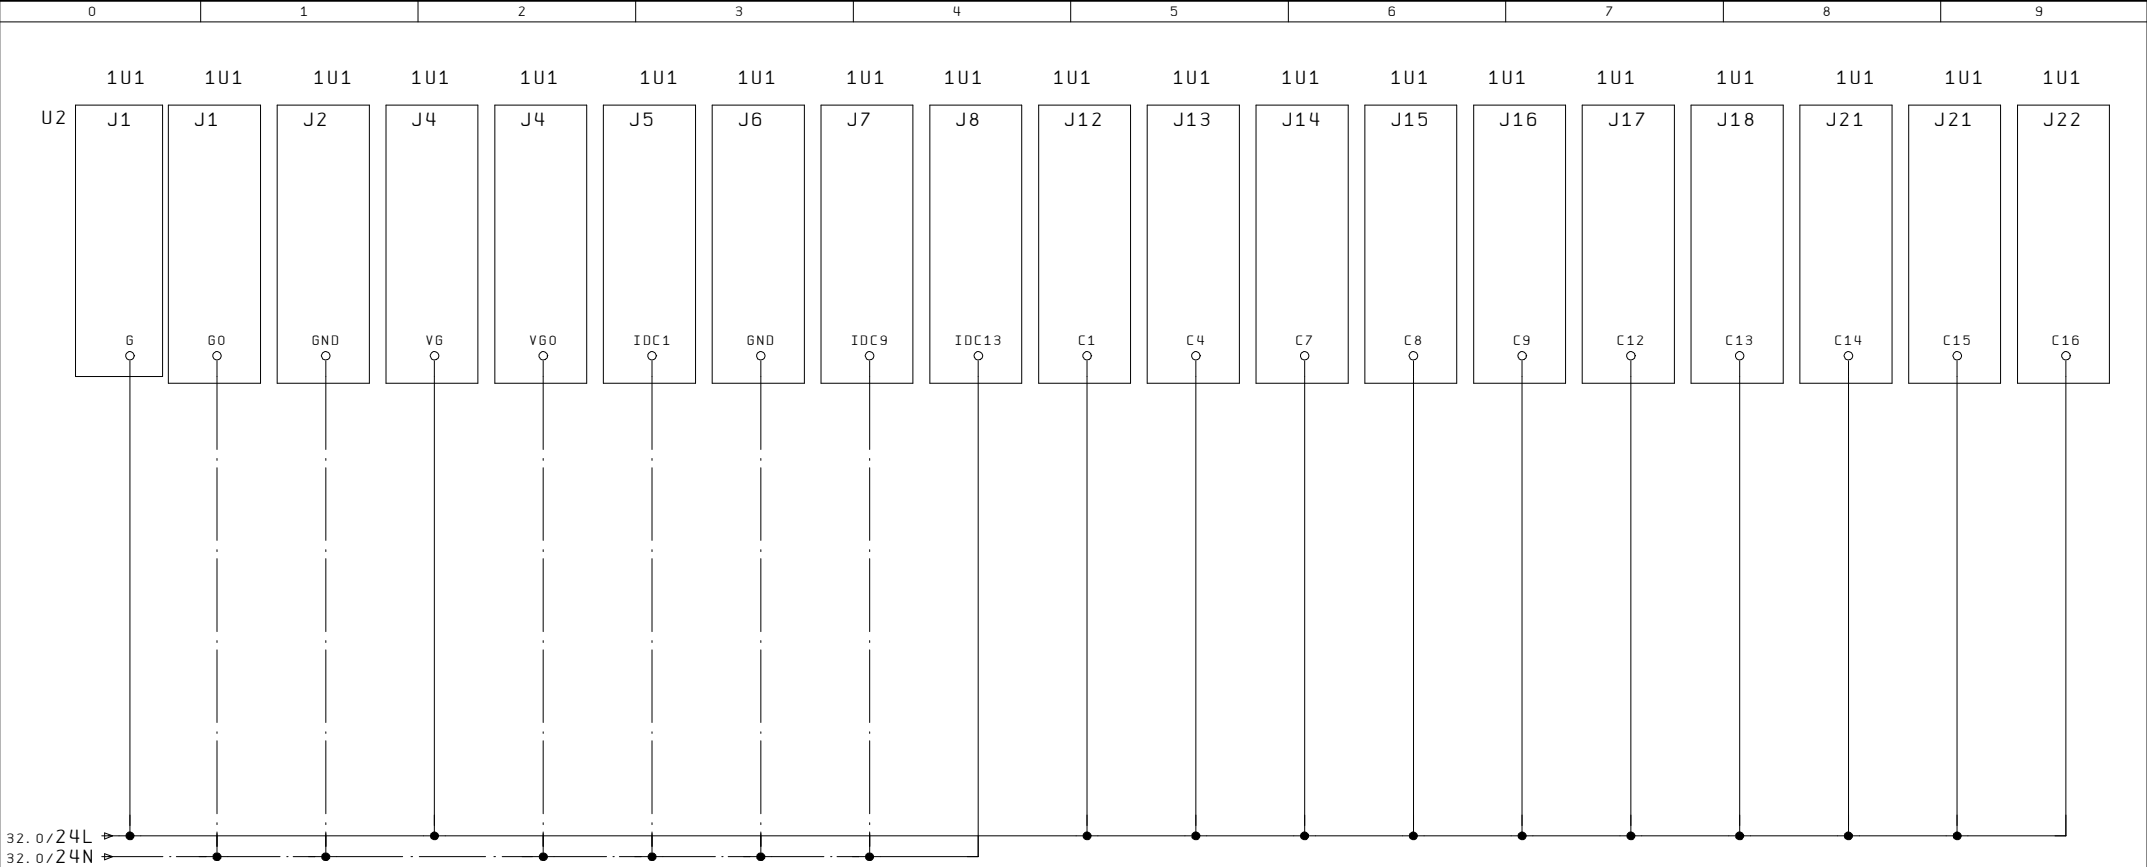 0 1 2 3 4 5 6 7 8 9
1U1 1U1 1U1 1U1 1U1 1U1 1U1 1U1 1U1 1U1 1U1 1U1 1U1 1U1 1U1 1U1 1U1 1U1 1U1
U2 J1 J1 J2 J4 J4 J5 J6 J7 J8 J12 J13 J14 J15 J16 J17 J18 J21 J21 J22
G G0 GND VG VG0 IDC1 GND IDC9 IDC13 C1 C4 C7 C8 C9 C12 C13 C14 C15 C16
32.0/24L
32.0/24N